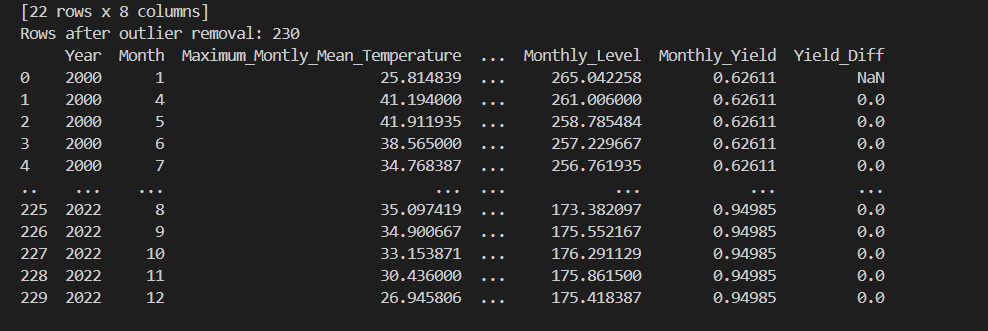 [22 rows x 8 columns]
Rows after outlier removal: 230
Year Month Maximum_Montly_Mean_Temperature ... Monthly_Level Monthly_Yield Yield_Diff
0 2000 1 25.814839 ... 265.042258 0.62611 NaN
1 2000 4 41.194000 ... 261.006000 0.62611 0.0
2 2000 5 41.911935 ... 258.785484 0.62611 0.0
3 2000 6 38.565000 ... 257.229667 0.62611 0.0
4 2000 7 34.768387 ... 256.761935 0.62611 0.0
.. ... ... ... ... ... ... ...
225 2022 8 35.097419 ... 173.382097 0.94985 0.0
226 2022 9 34.900667 ... 175.552167 0.94985 0.0
227 2022 10 33.153871 ... 176.291129 0.94985 0.0
228 2022 11 30.436000 ... 175.861500 0.94985 0.0
229 2022 12 26.945806 ... 175.418387 0.94985 0.0